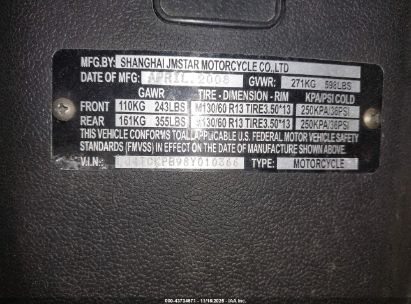 MFG.BY: SHANGHAI JMSTAR MOTORCYCLE CO.,LTD
DATE OF MFG: APRIL.2008 GVWR: 271KG 598LBS
GAWR TIRE - DIMENSION - RIM KPA/PSI COLD
FRONT 110KG 243LBS M130/60 R13 TIRE3.50*13 250KPA/36PSI
REAR 161KG 355LBS M130/60 R13 TIRE3.50*13 250KPA/36PSI
THIS VEHICLE CONFORMS TO ALL APPLICABLE U.S. FEDERAL MOTOR VEHICLE SAFETY
STANDARDS (FMVSS) IN EFFECT ON THE DATE OF MANUFACTURE SHOWN ABOVE.
V.I.N: TYPE: MOTORCYCLE